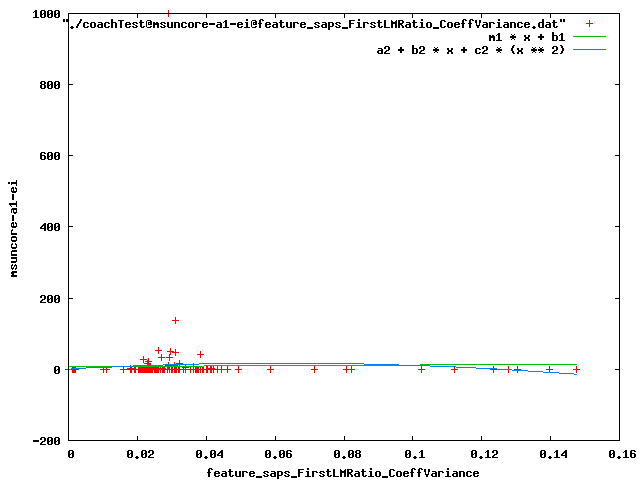 "./coachTest@msuncore-a1-ei@feature_saps_FirstLMRatio_CoeffVariance.dat"
m1 * x + b1
a2 + b2 * x + c2 * (x ** 2)
1000
800
600
400
200
0
-200
0 0.02 0.04 0.06 0.08 0.1 0.12 0.14 0.16
msuncore-a1-ei
feature_saps_FirstLMRatio_CoeffVariance